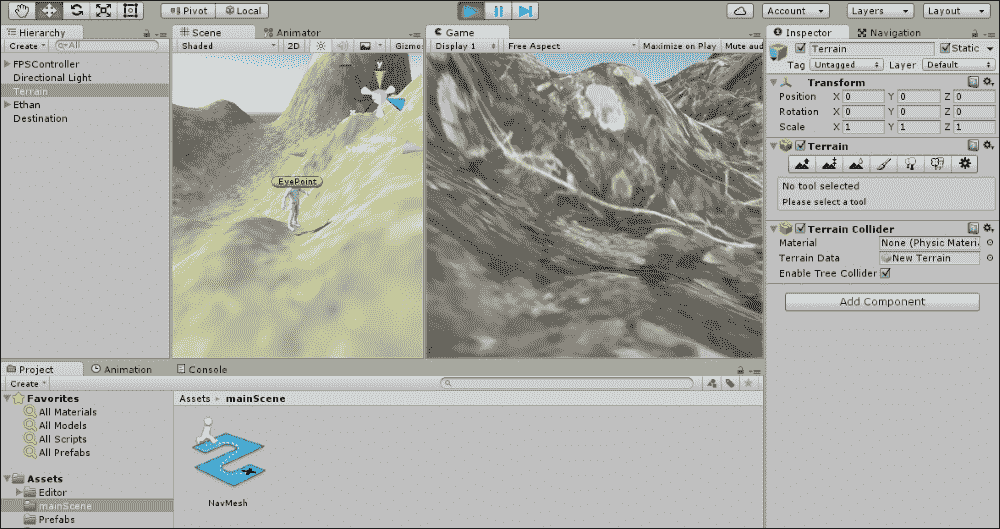 Pivot Local Account Layers Layout
Hierarchy
Create All
FPSController
Directional Light
Terrain
Ethan
Destination
Scene Animator
Shaded 2D Gizmos
EyePoint
Y
Game
Display 1 Free Aspect Maximize on Play Mute aud
Inspector Navigation
Terrain Static
Tag Untagged Layer Default
Transform
Position X 0 Y 0 Z 0
Rotation X 0 Y 0 Z 0
Scale X 1 Y 1 Z 1
Terrain
No tool selected
Please select a tool
Terrain Collider
Material None (Physic Materia
Terrain Data New Terrain
Enable Tree Collider
Add Component
Project Animation Console
Create
Favorites
All Materials
All Models
All Scripts
All Prefabs
Assets
Editor
mainScene
Prefabs
Assets ▸ mainScene
NavMesh